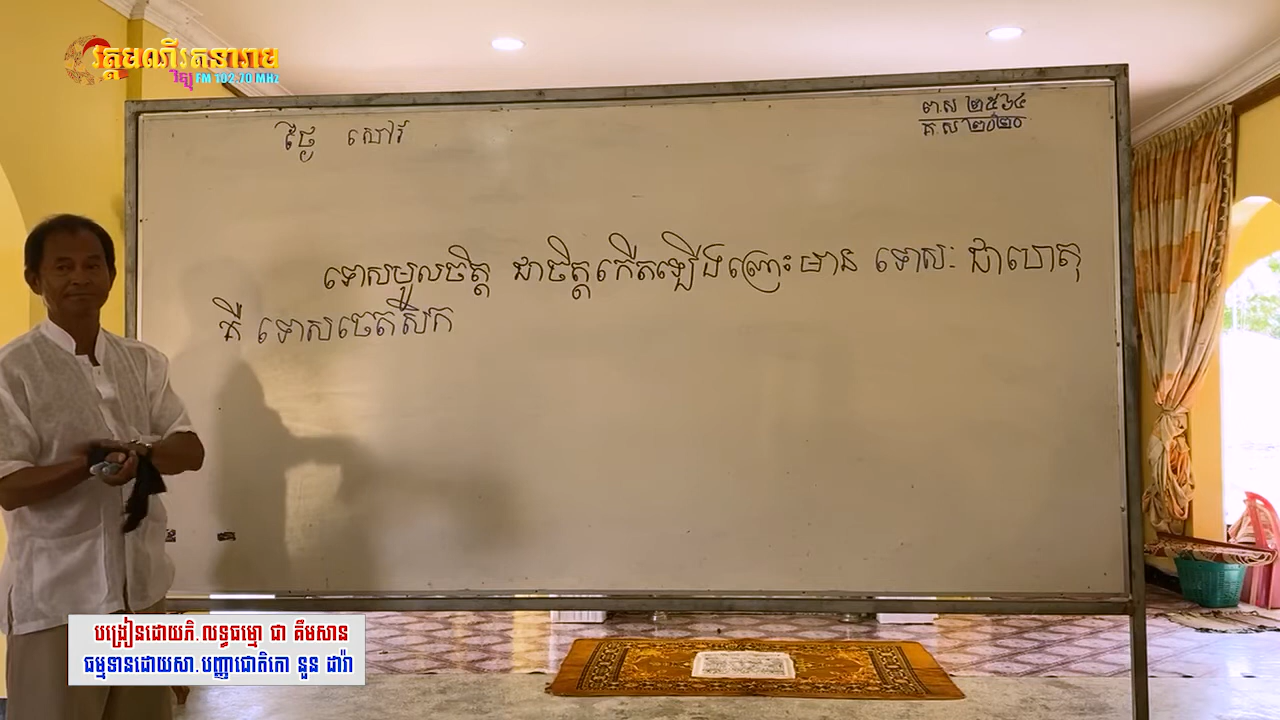 វត្តមណីរតនារាម
វិទ្យុ FM 102.70 MHz
ព.ស ២៥៦៤
គ.ស ២០២០
ថ្ងៃ សៅរ៍
ទោសមូលចិត្ត ជាចិត្តកើតឡើងព្រោះមាន ទោសៈ ជាហេតុ
គឺ ទោសចេតសិក
បង្រៀនដោយភិ.លទ្ធធម្មោ ជា គឹមសាន
ធម្មទានដោយសា.បញ្ញាជោតិកោ នួន ដារ៉ា